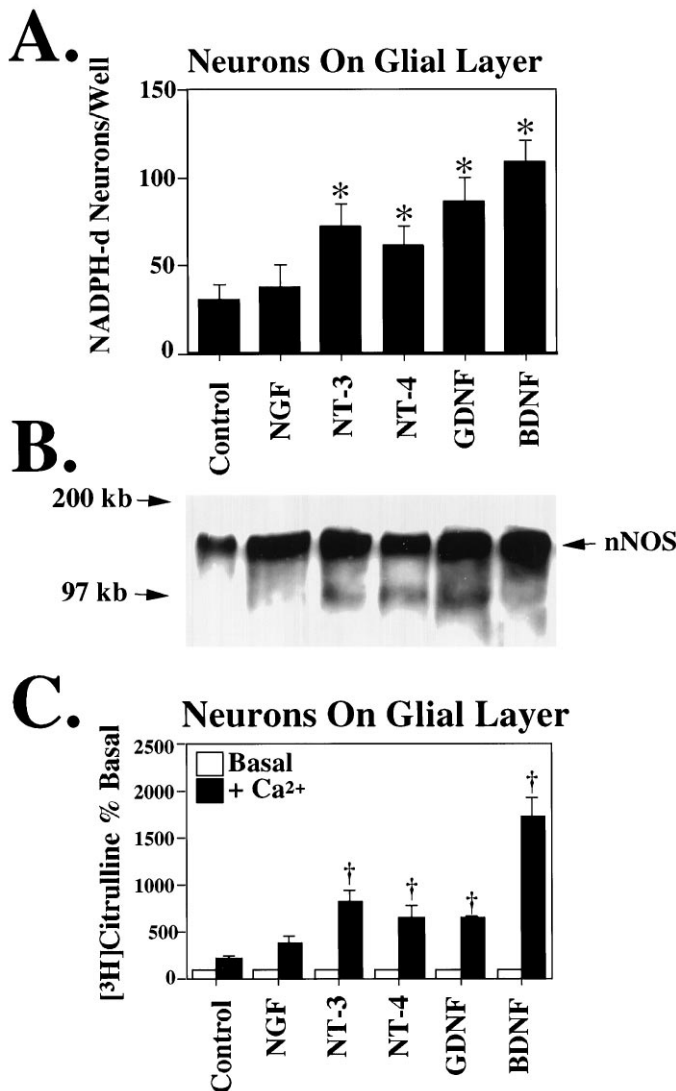 A.
Neurons On Glial Layer
NADPH-d Neurons/Well
150
100
50
0
*
*
*
*
Control
NGF
NT-3
NT-4
GDNF
BDNF
B.
200 kb
97 kb
nNOS
C.
Neurons On Glial Layer
[³H]Citrulline % Basal
2500
2000
1500
1000
500
0
Basal
+ Ca²⁺
†
†
†
†
Control
NGF
NT-3
NT-4
GDNF
BDNF